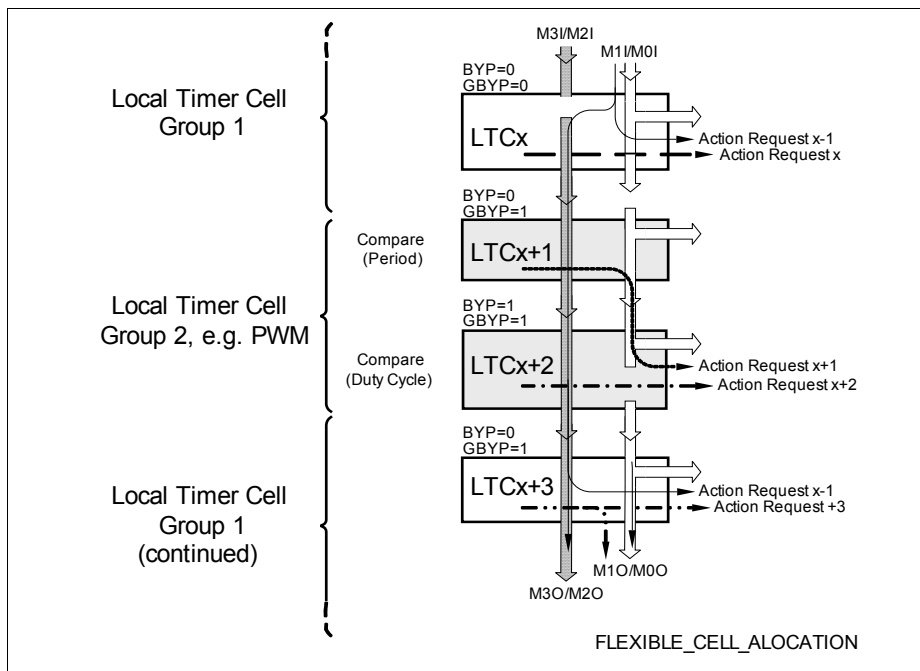 M3I/M2I
M1I/M0I
BYP=0
GBYP=0
Local Timer Cell
Group 1
LTCx
Action Request x-1
Action Request x
BYP=0
GBYP=1
Compare
(Period)
LTCx+1
Local Timer Cell
Group 2, e.g. PWM
BYP=1
GBYP=1
Compare
(Duty Cycle)
LTCx+2
Action Request x+1
Action Request x+2
BYP=0
GBYP=1
Local Timer Cell
Group 1
(continued)
LTCx+3
Action Request x-1
Action Request +3
M1O/M0O
M3O/M2O
FLEXIBLE_CELL_ALOCATION